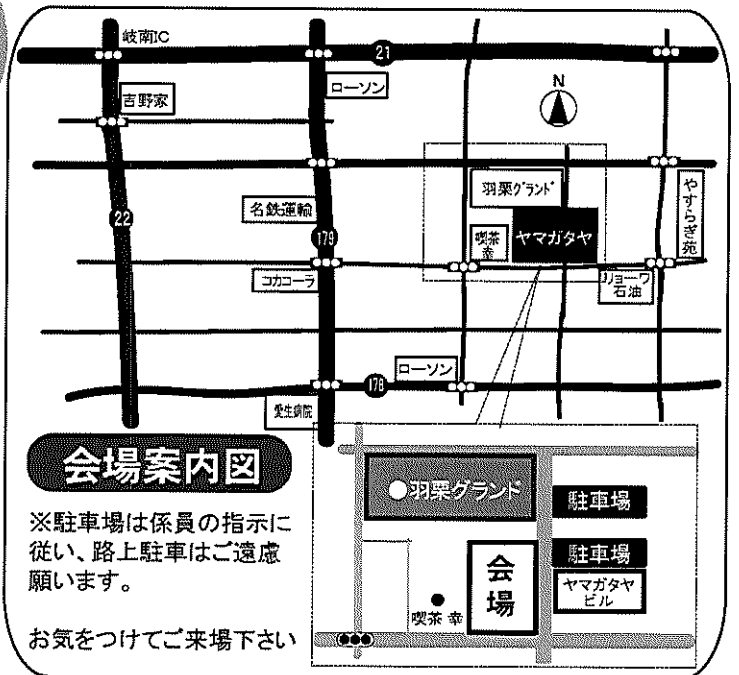 岐南IC
21
ローソン
吉野家
N
羽栗グランド
やすらぎ苑
名鉄運輸
22
179
喫茶
幸
ヤマガタヤ
コカコーラ
リョーワ
石油
ローソン
178
愛生病院
会場案内図
●羽栗グランド
駐車場
※駐車場は係員の指示に
従い、路上駐車はご遠慮
願います。
駐車場
会
場
ヤマガタヤ
ビル
喫茶 幸
お気をつけてご来場下さい